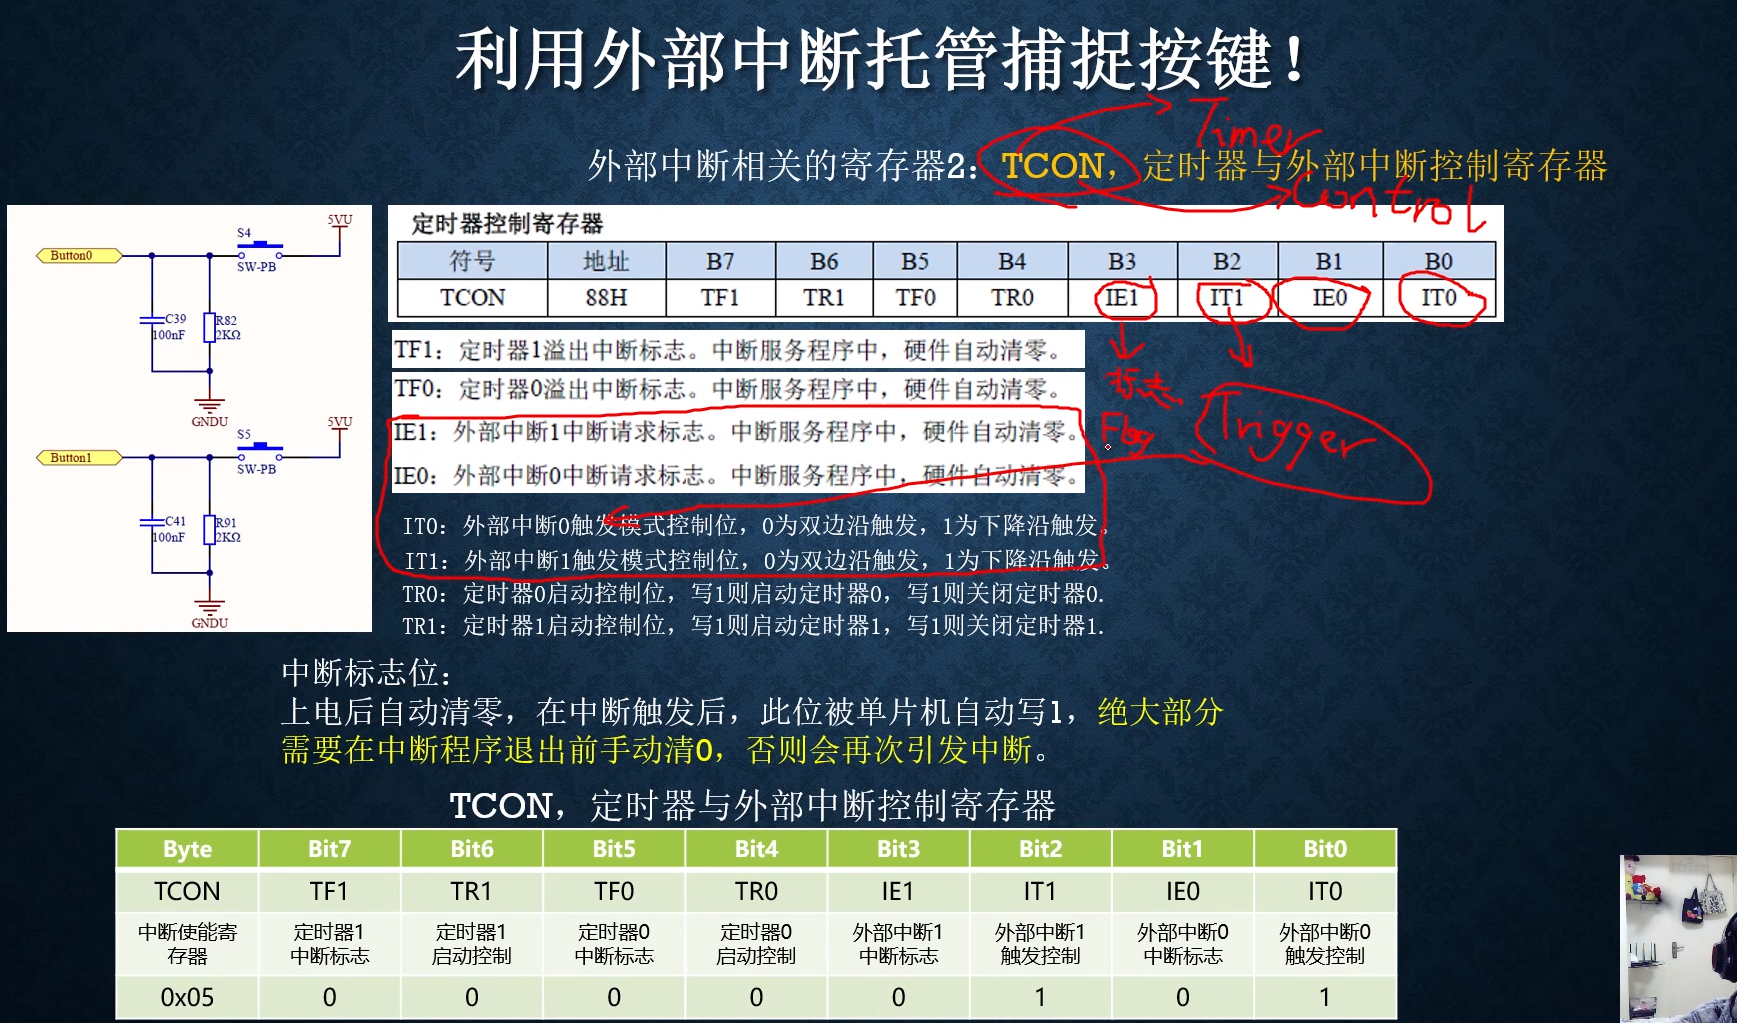 利用外部中断托管捕捉按键！
Timer
外部中断相关的寄存器2：TCON，定时器与外部中断控制寄存器
Control
Button0
S4
SW-PB
5VU
C39
100nF
R82
2KΩ
GNDU
Button1
S5
SW-PB
5VU
C41
100nF
R91
2KΩ
GNDU
定时器控制寄存器
符号 地址 B7 B6 B5 B4 B3 B2 B1 B0
TCON 88H TF1 TR1 TF0 TR0 IE1 IT1 IE0 IT0
TF1：定时器1溢出中断标志。中断服务程序中，硬件自动清零。
TF0：定时器0溢出中断标志。中断服务程序中，硬件自动清零。
IE1：外部中断1中断请求标志。中断服务程序中，硬件自动清零。
IE0：外部中断0中断请求标志。中断服务程序中，硬件自动清零。
标志
Flag
Trigger
IT0：外部中断0触发模式控制位，0为双边沿触发，1为下降沿触发。
IT1：外部中断1触发模式控制位，0为双边沿触发，1为下降沿触发。
TR0：定时器0启动控制位，写1则启动定时器0，写1则关闭定时器0.
TR1：定时器1启动控制位，写1则启动定时器1，写1则关闭定时器1.
中断标志位：
上电后自动清零，在中断触发后，此位被单片机自动写1，绝大部分
需要在中断程序退出前手动清0，否则会再次引发中断。
TCON，定时器与外部中断控制寄存器
Byte Bit7 Bit6 Bit5 Bit4 Bit3 Bit2 Bit1 Bit0
TCON TF1 TR1 TF0 TR0 IE1 IT1 IE0 IT0
中断使能寄 定时器1 定时器1 定时器0 定时器0 外部中断1 外部中断1 外部中断0 外部中断0
存器 中断标志 启动控制 中断标志 启动控制 中断标志 触发控制 中断标志 触发控制
0x05 0 0 0 0 0 1 0 1